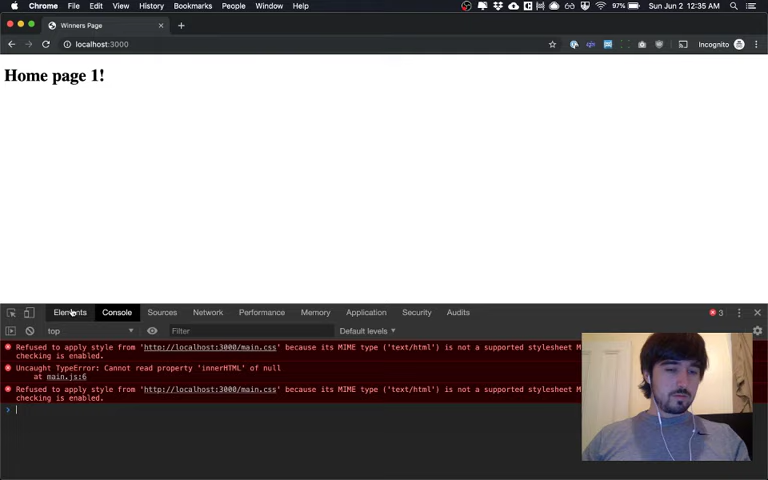 Chrome File Edit View History Bookmarks People Window Help 97% Sun Jun 2 12:35 AM
Winners Page
localhost:3000 Incognito
Home page 1!
Elements Console Sources Network Performance Memory Application Security Audits 3
top Filter Default levels
Refused to apply style from 'http://localhost:3000/main.css' because its MIME type ('text/html') is not a supported stylesheet M
checking is enabled.
Uncaught TypeError: Cannot read property 'innerHTML' of null
at main.js:6
Refused to apply style from 'http://localhost:3000/main.css' because its MIME type ('text/html') is not a supported stylesheet M
checking is enabled.